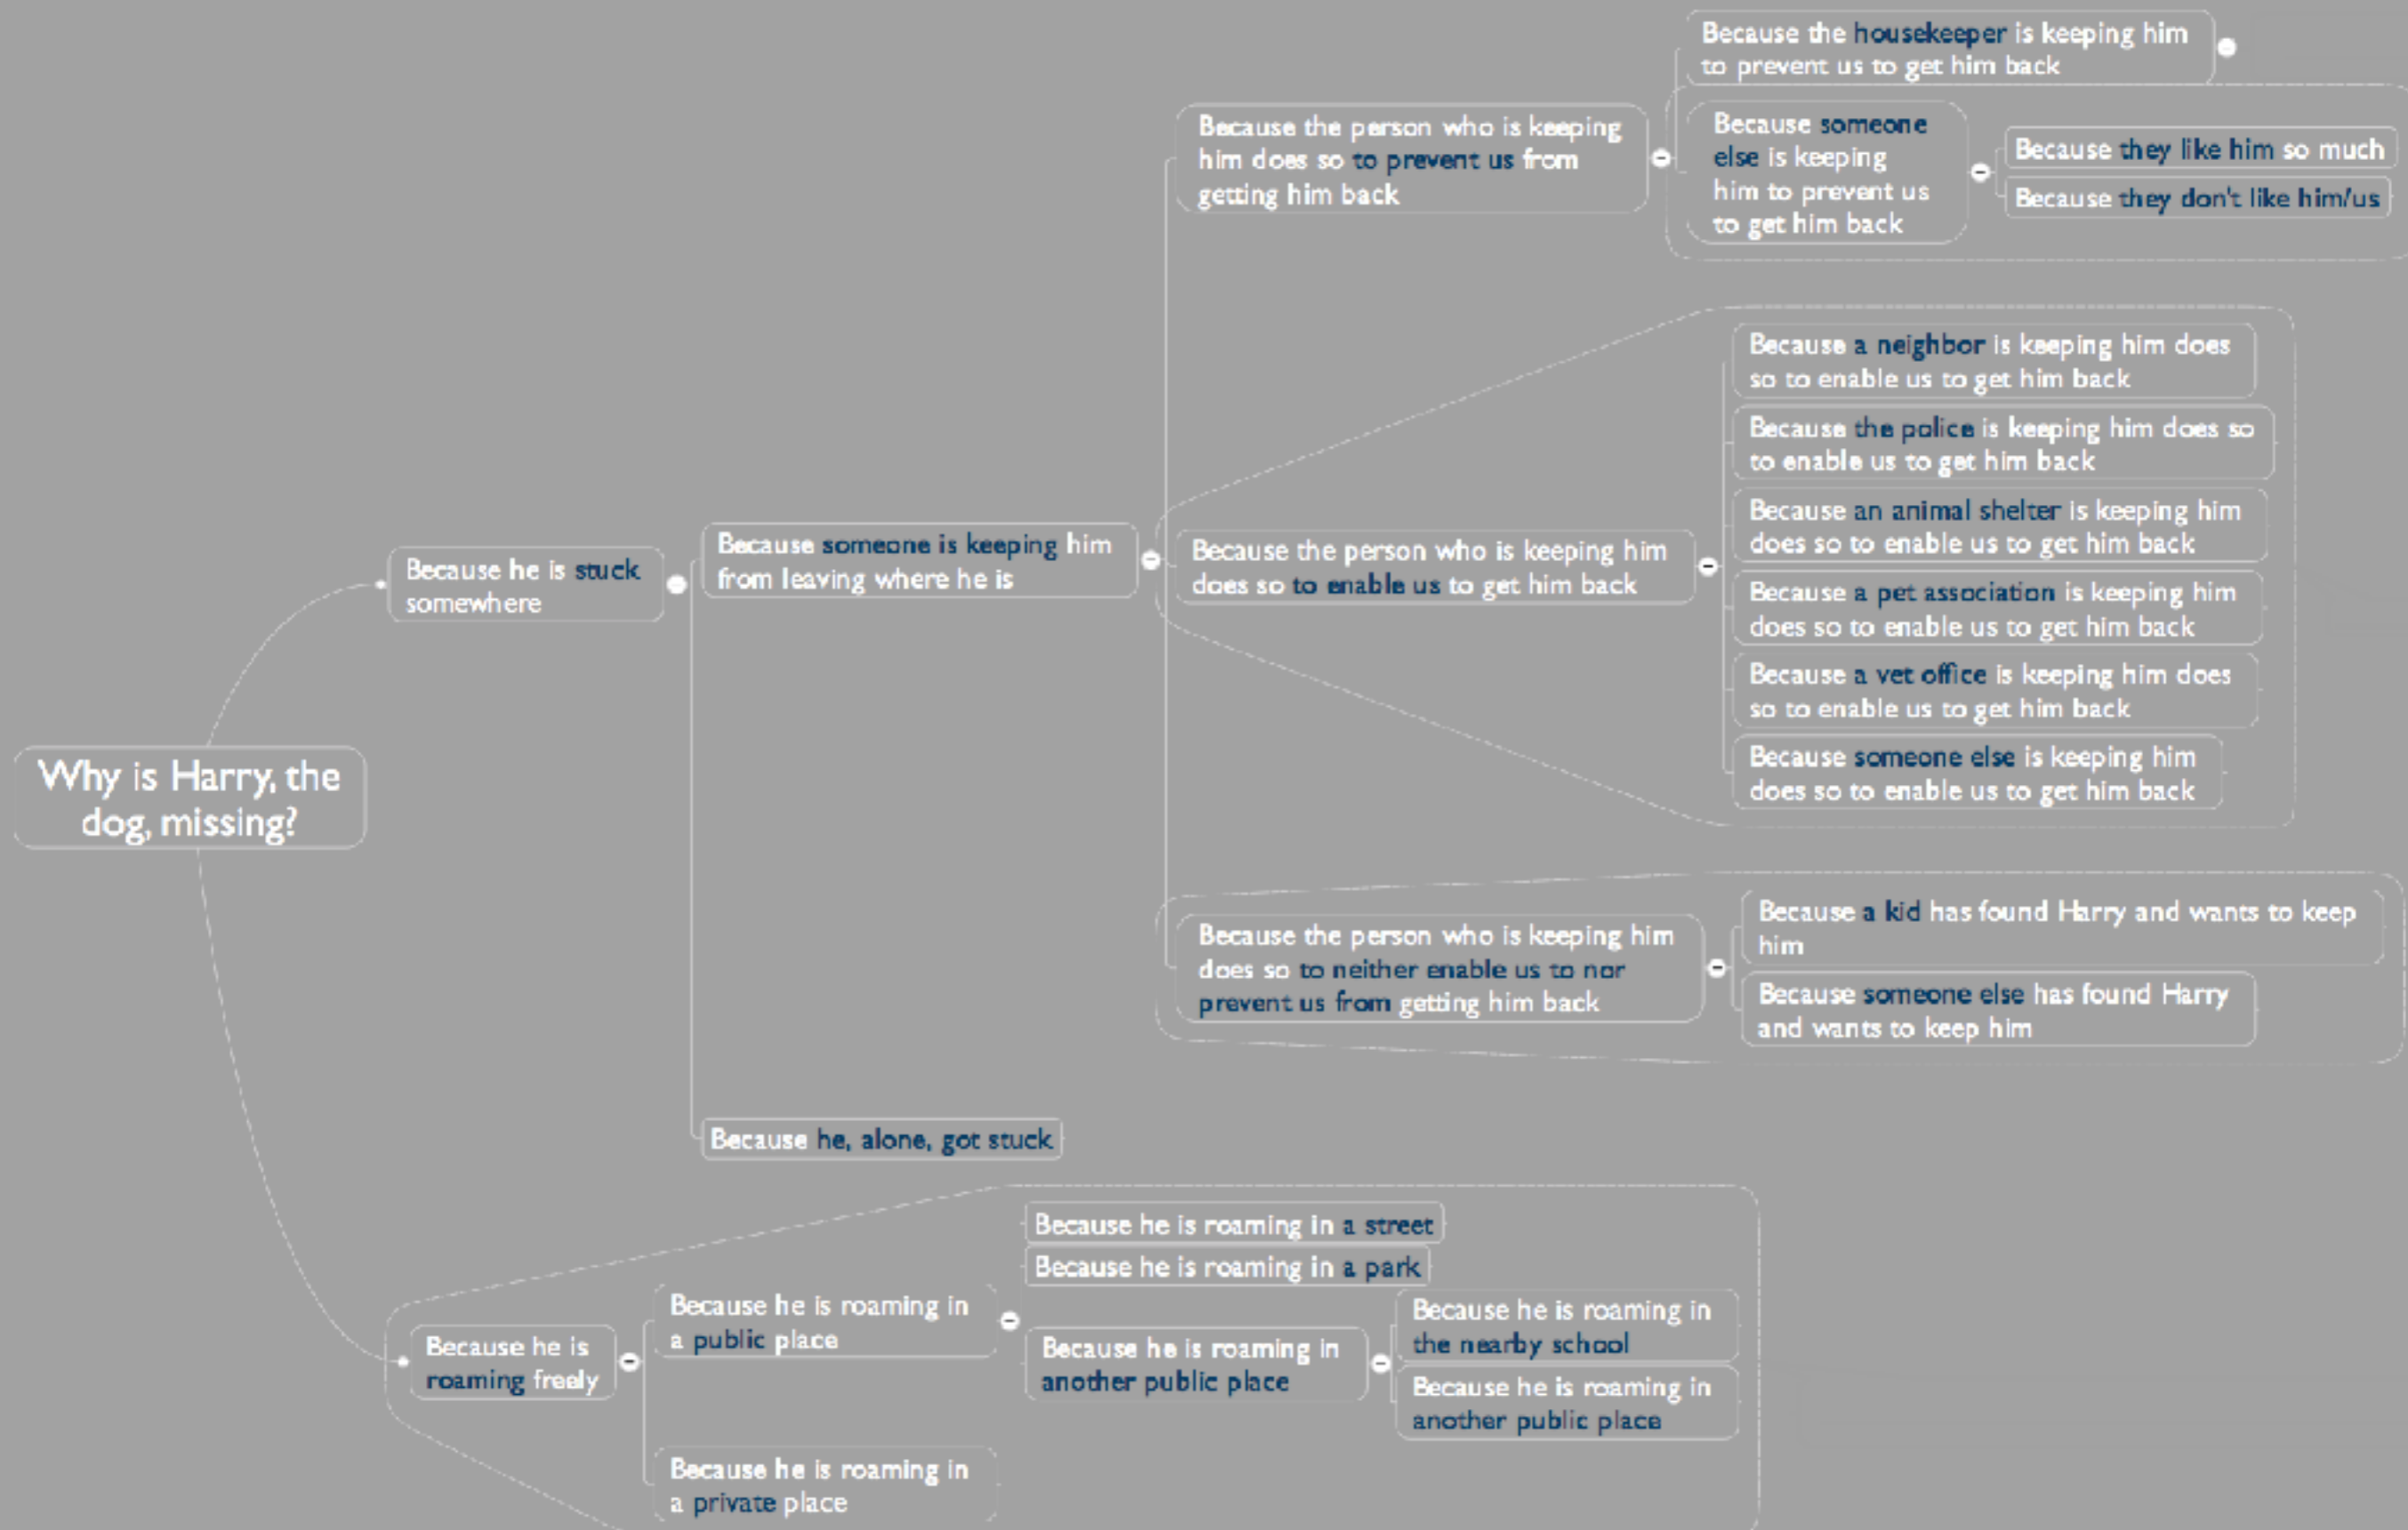 Why is Harry, the
dog, missing?
Because he is stuck
somewhere
Because someone is keeping him
from leaving where he is
Because the person who is keeping
him does so to prevent us from
getting him back
Because the housekeeper is keeping him
to prevent us to get him back
Because someone
else is keeping
him to prevent us
to get him back
Because they like him so much
Because they don't like him/us
Because the person who is keeping him
does so to enable us to get him back
Because a neighbor is keeping him does
so to enable us to get him back
Because the police is keeping him does so
to enable us to get him back
Because an animal shelter is keeping him
does so to enable us to get him back
Because a pet association is keeping him
does so to enable us to get him back
Because a vet office is keeping him does
so to enable us to get him back
Because someone else is keeping him
does so to enable us to get him back
Because the person who is keeping him
does so to neither enable us to nor
prevent us from getting him back
Because a kid has found Harry and wants to keep
him
Because someone else has found Harry
and wants to keep him
Because he, alone, got stuck
Because he is
roaming freely
Because he is roaming in
a public place
Because he is roaming in a street
Because he is roaming in a park
Because he is roaming in
another public place
Because he is roaming in
the nearby school
Because he is roaming in
another public place
Because he is roaming in
a private place